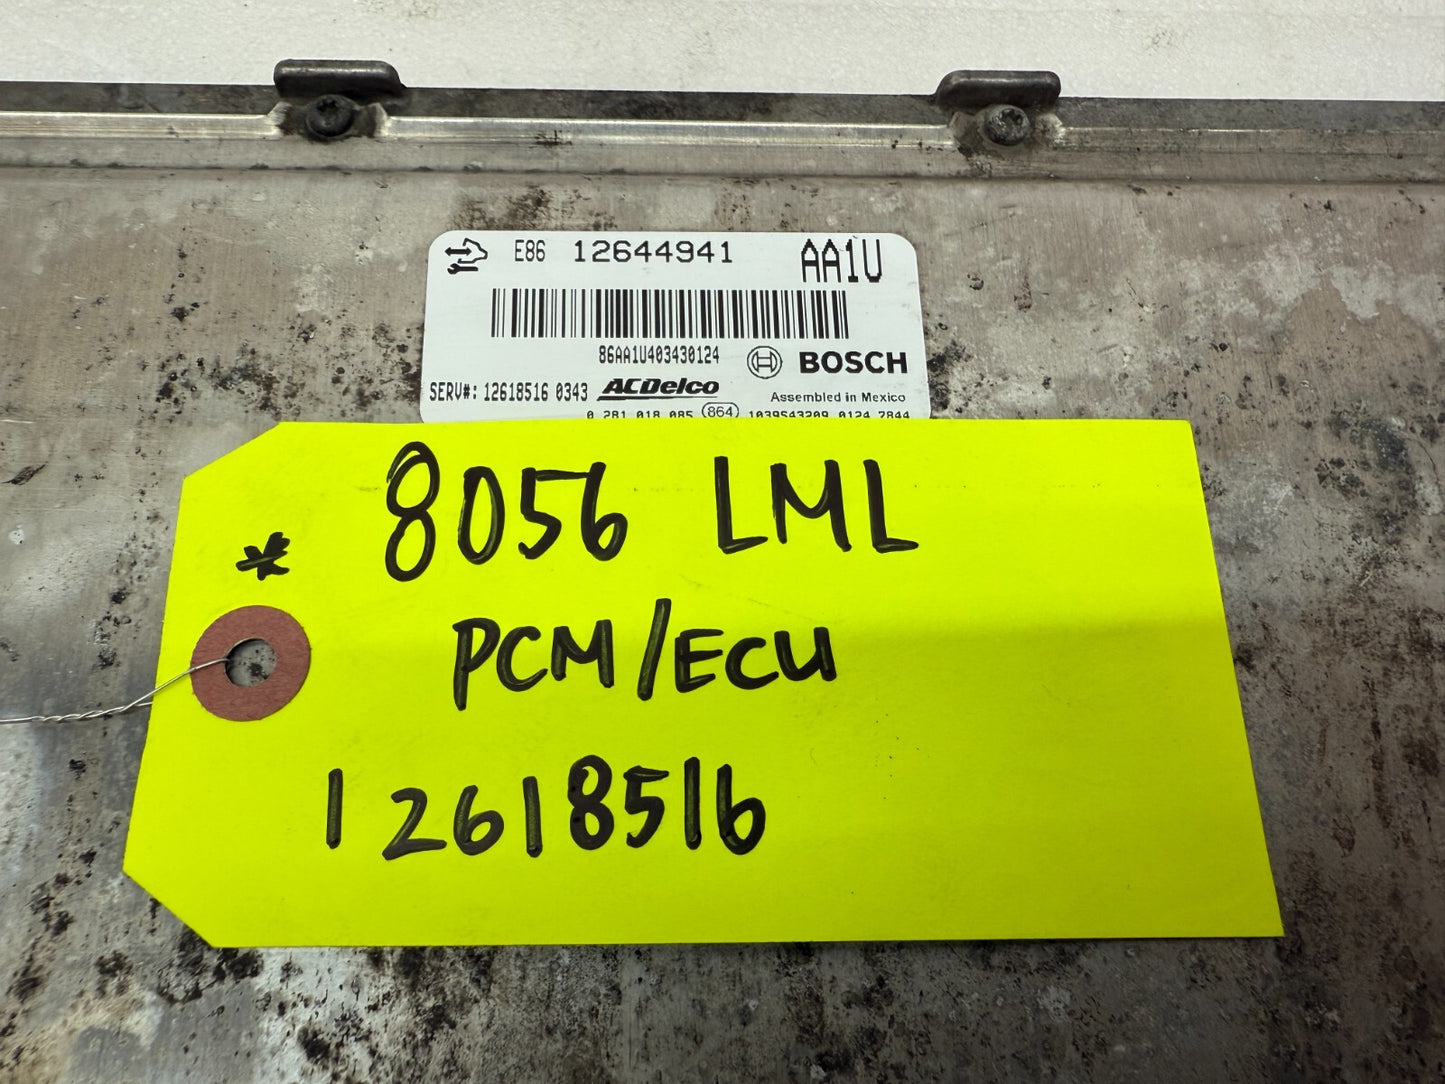 E86 12644941 AA1U
86AA1U403430124
BOSCH
SERV#: 12618516 0343 ACDelco
Assembled in Mexico
0 281 018 085 864 1039S43209 0124 7844
* 8056 LML
PCM/ECU
12618516